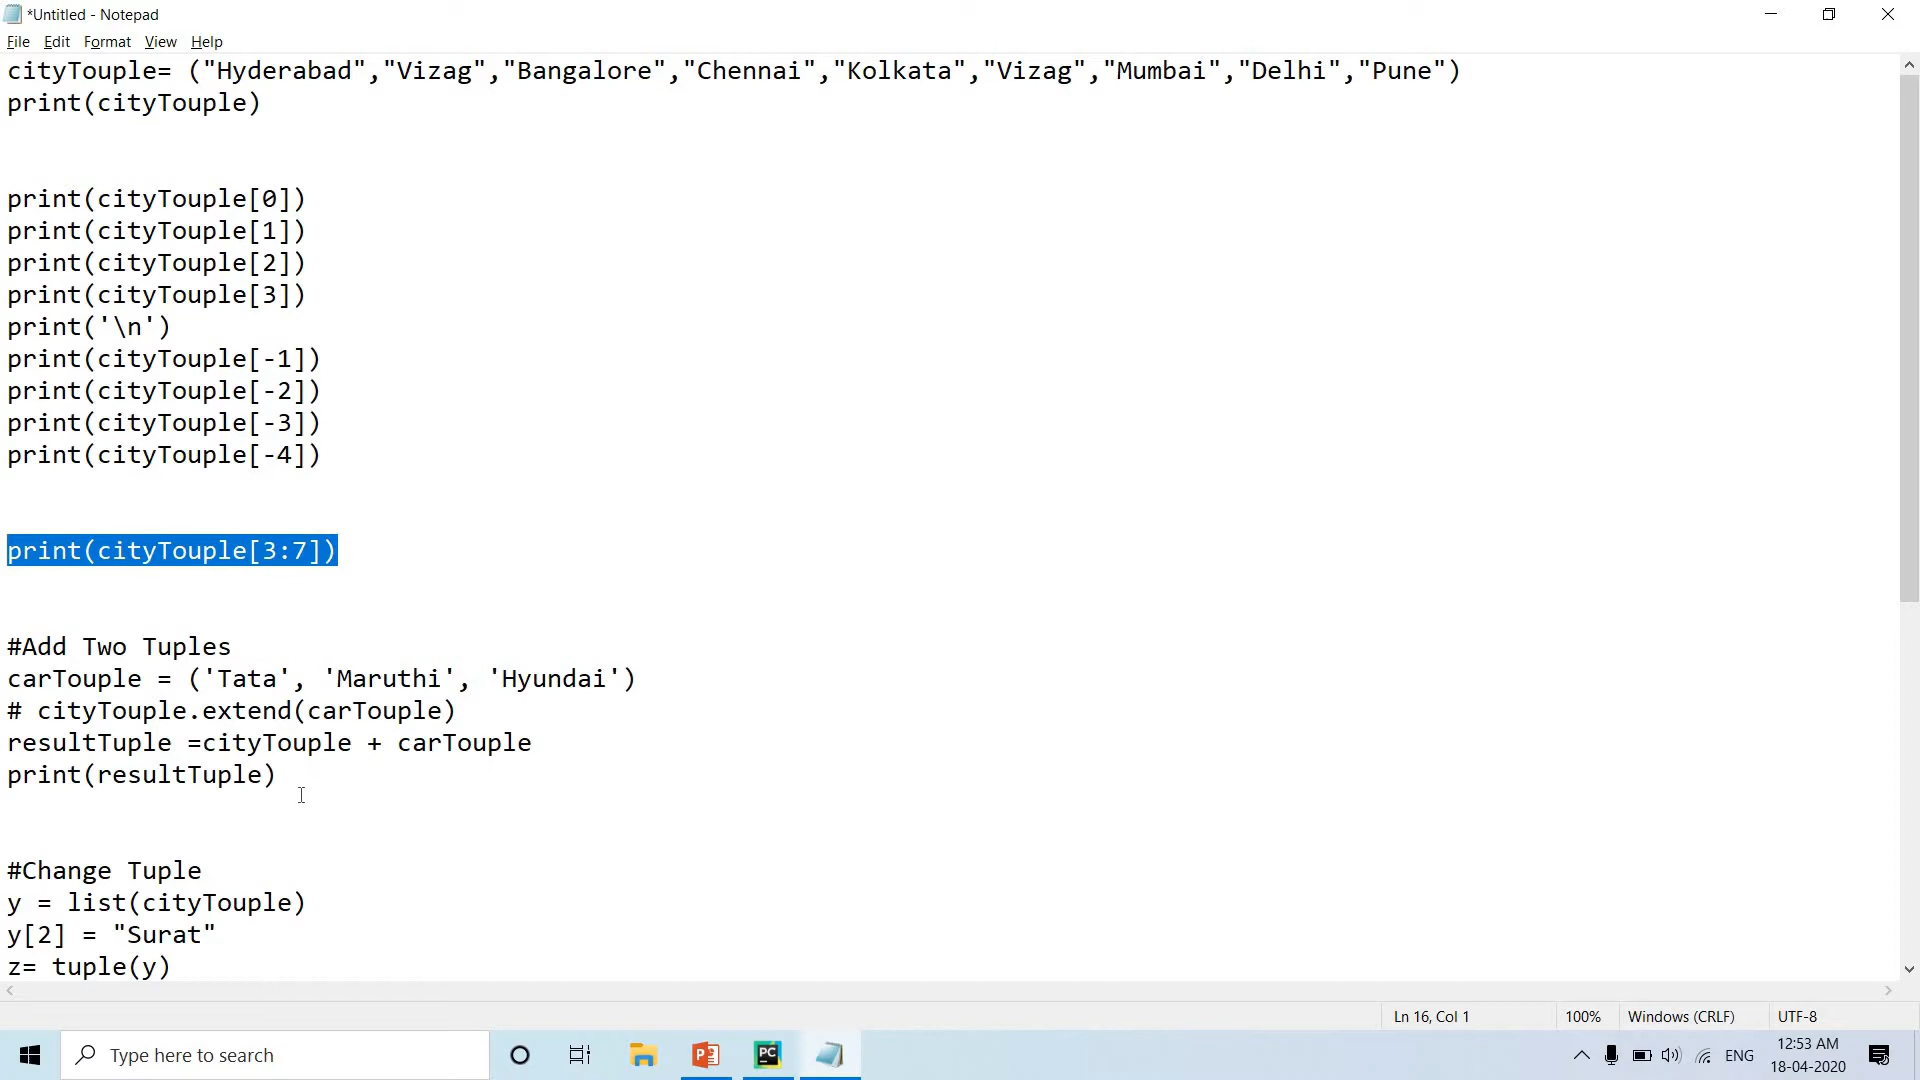 *Untitled - Notepad
File Edit Format View Help
cityTouple= ("Hyderabad","Vizag","Bangalore","Chennai","Kolkata","Vizag","Mumbai","Delhi","Pune")
print(cityTouple)
print(cityTouple[0])
print(cityTouple[1])
print(cityTouple[2])
print(cityTouple[3])
print('\n')
print(cityTouple[-1])
print(cityTouple[-2])
print(cityTouple[-3])
print(cityTouple[-4])
print(cityTouple[3:7])
#Add Two Tuples
carTouple = ('Tata', 'Maruthi', 'Hyundai')
# cityTouple.extend(carTouple)
resultTuple =cityTouple + carTouple
print(resultTuple)
#Change Tuple
y = list(cityTouple)
y[2] = "Surat"
z= tuple(y)
Ln 16, Col 1 100% Windows (CRLF) UTF-8
Type here to search
P
PC
ENG
12:53 AM
18-04-2020